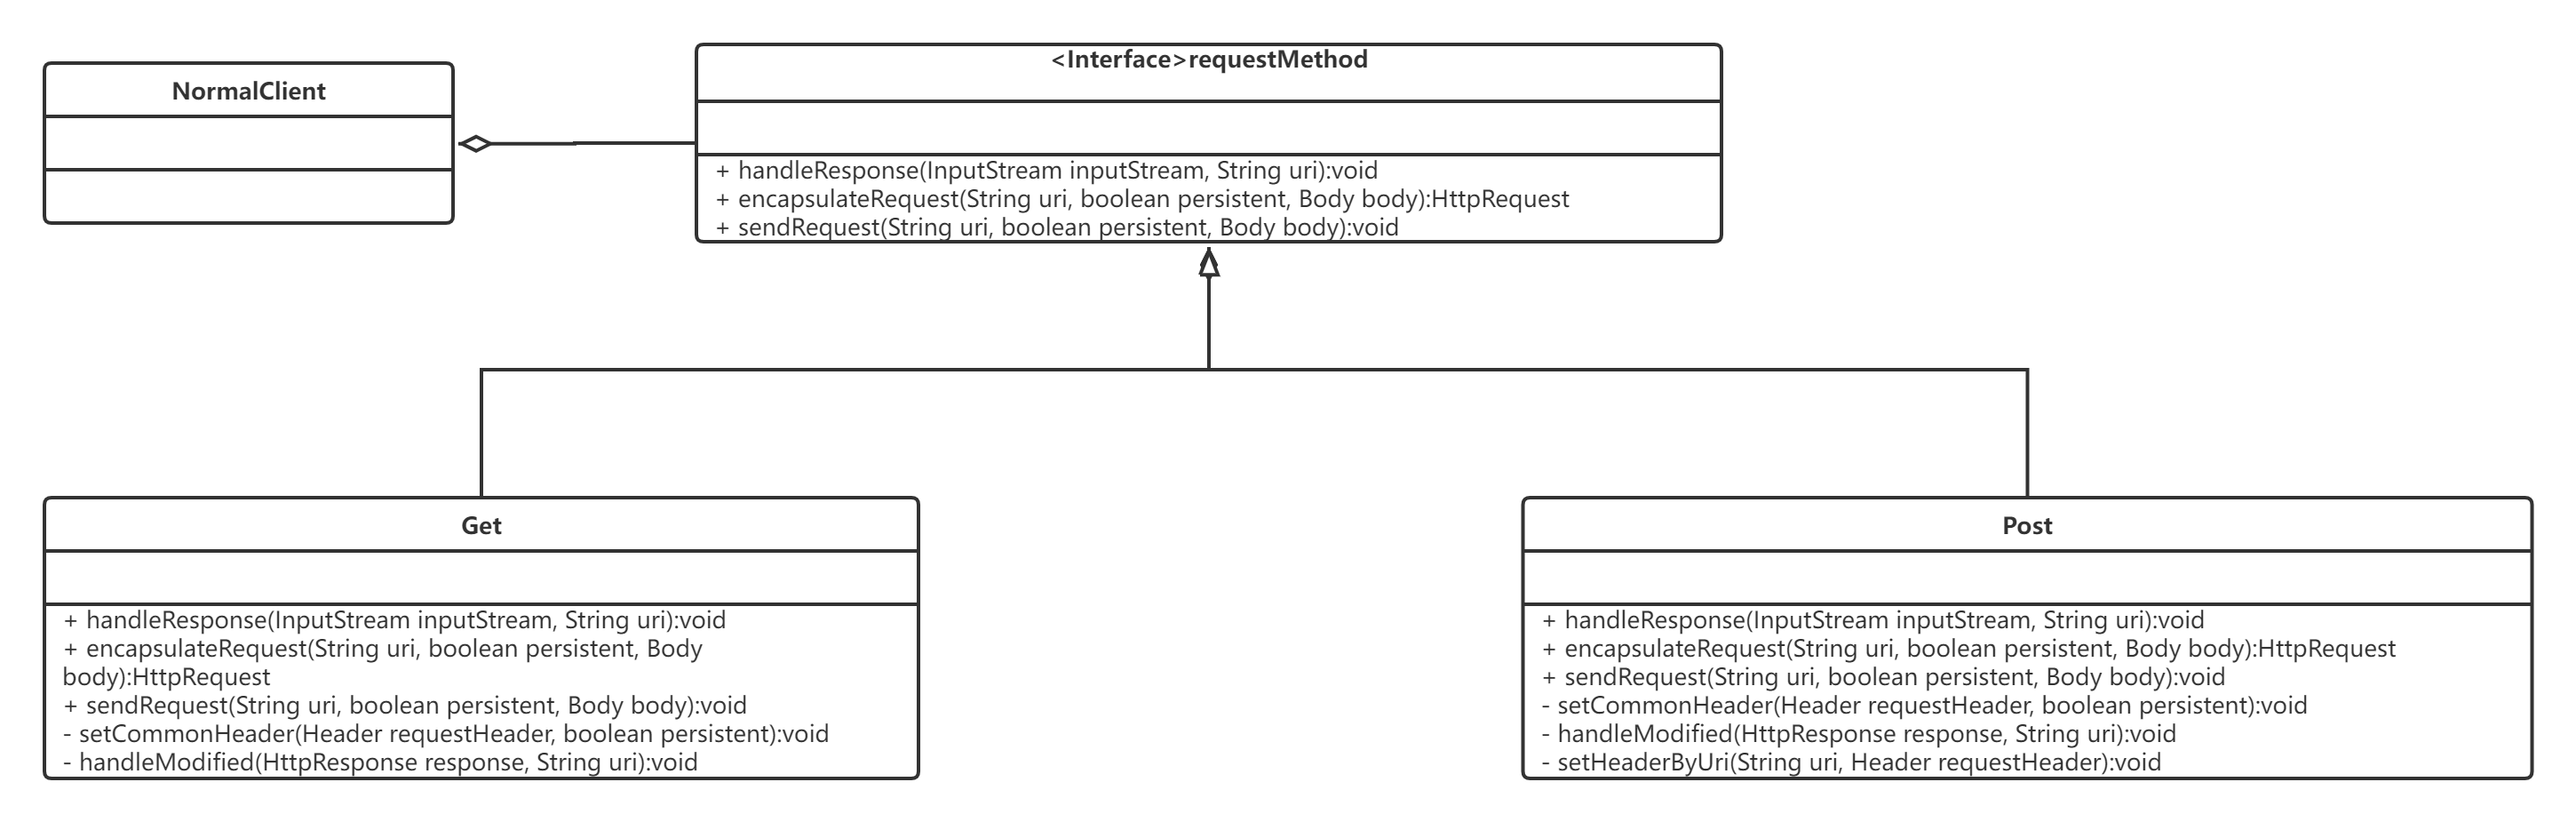 NormalClient
<Interface>requestMethod
+ handleResponse(InputStream inputStream, String uri):void
+ encapsulateRequest(String uri, boolean persistent, Body body):HttpRequest
+ sendRequest(String uri, boolean persistent, Body body):void
Get
+ handleResponse(InputStream inputStream, String uri):void
+ encapsulateRequest(String uri, boolean persistent, Body
body):HttpRequest
+ sendRequest(String uri, boolean persistent, Body body):void
- setCommonHeader(Header requestHeader, boolean persistent):void
- handleModified(HttpResponse response, String uri):void
Post
+ handleResponse(InputStream inputStream, String uri):void
+ encapsulateRequest(String uri, boolean persistent, Body body):HttpRequest
+ sendRequest(String uri, boolean persistent, Body body):void
- setCommonHeader(Header requestHeader, boolean persistent):void
- handleModified(HttpResponse response, String uri):void
- setHeaderByUri(String uri, Header requestHeader):void